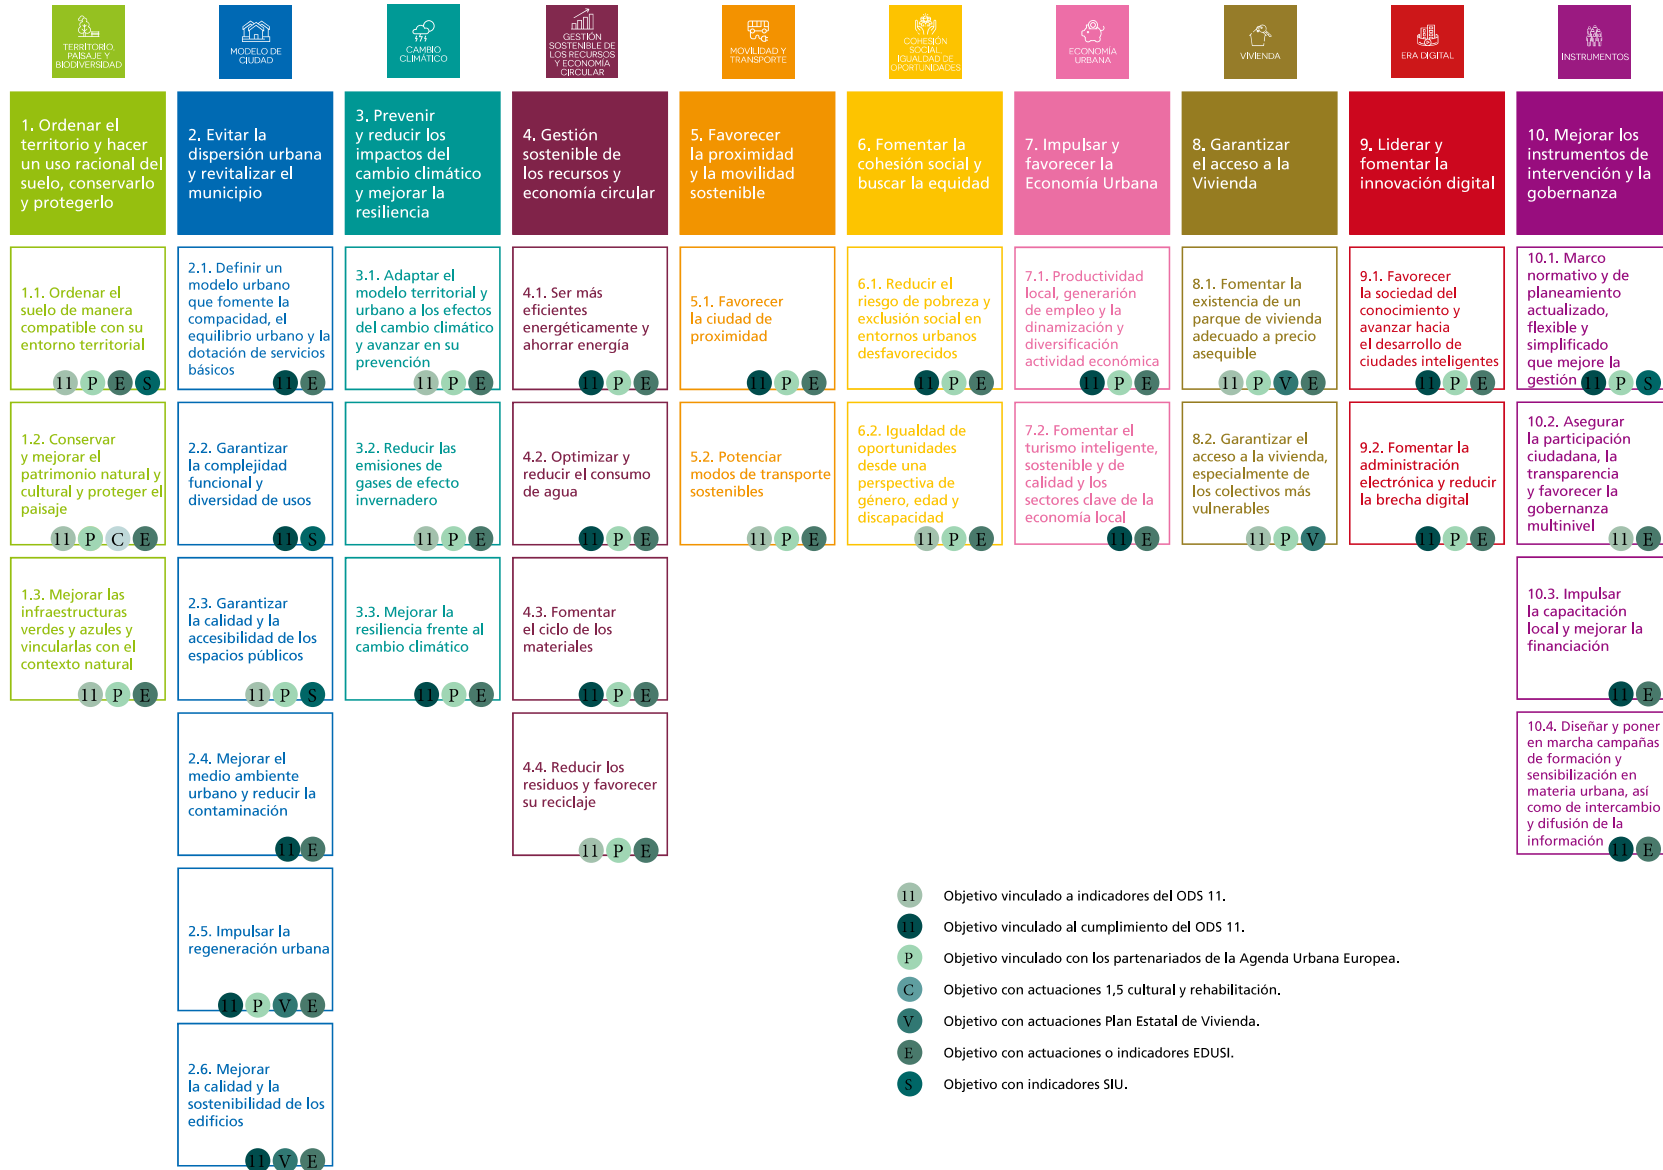 TERRITORIO,
PAISAJE Y
BIODIVERSIDAD
MODELO DE
CIUDAD
CAMBIO
CLIMÁTICO
GESTIÓN
SOSTENIBLE DE
LOS RECURSOS
Y ECONOMÍA
CIRCULAR
MOVILIDAD Y
TRANSPORTE
COHESIÓN
SOCIAL
IGUALDAD DE
OPORTUNIDADES
ECONOMÍA
URBANA
VIVIENDA
ERA DIGITAL
INSTRUMENTOS
1. Ordenar el
territorio y hacer
un uso racional del
suelo, conservarlo
y protegerlo
2. Evitar la
dispersión urbana
y revitalizar el
municipio
3. Prevenir
y reducir los
impactos del
cambio climático
y mejorar la
resiliencia
4. Gestión
sostenible de
los recursos y
economía circular
5. Favorecer
la proximidad
y la movilidad
sostenible
6. Fomentar la
cohesión social y
buscar la equidad
7. Impulsar y
favorecer la
Economía Urbana
8. Garantizar
el acceso a la
Vivienda
9. Liderar y
fomentar la
innovación digital
10. Mejorar los
instrumentos de
intervención y la
gobernanza
1.1. Ordenar el
suelo de manera
compatible con su
entorno territorial
11 P E S
2.1. Definir un
modelo urbano
que fomente la
compacidad, el
equilibrio urbano y la
dotación de servicios
básicos
11 E
3.1. Adaptar el
modelo territorial y
urbano a los efectos
del cambio climático
y avanzar en su
prevención
11 P E
4.1. Ser más
eficientes
energéticamente y
ahorrar energía
11 P E
5.1. Favorecer
la ciudad de
proximidad
11 P E
6.1. Reducir el
riesgo de pobreza y
exclusión social en
entornos urbanos
desfavorecidos
11 P E
7.1. Productividad
local, generarión
de empleo y la
dinamización y
diversificación
actividad económica
11 P E
8.1. Fomentar la
existencia de un
parque de vivienda
adecuado a precio
asequible
11 P V E
9.1. Favorecer
la sociedad del
conocimiento y
avanzar hacia
el desarrollo de
ciudades inteligentes
11 P E
10.1. Marco
normativo y de
planeamiento
actualizado,
flexible y
simplificado
que mejore la
gestión
11 P S
1.2. Conservar
y mejorar el
patrimonio natural y
cultural y proteger el
paisaje
11 P C E
2.2. Garantizar
la complejidad
funcional y
diversidad de usos
11 S
3.2. Reducir las
emisiones de
gases de efecto
invernadero
11 P E
4.2. Optimizar y
reducir el consumo
de agua
11 P E
5.2. Potenciar
modos de transporte
sostenibles
11 P E
6.2. Igualdad de
oportunidades
desde una
perspectiva de
género, edad y
discapacidad
11 P E
7.2. Fomentar el
turismo inteligente,
sostenible y de
calidad y los
sectores clave de la
economía local
11 E
8.2. Garantizar el
acceso a la vivienda,
especialmente de
los colectivos más
vulnerables
11 P V
9.2. Fomentar la
administración
electrónica y reducir
la brecha digital
11 P E
10.2. Asegurar
la participación
ciudadana, la
transparencia
y favorecer la
gobernanza
multinivel
11 E
1.3. Mejorar las
infraestructuras
verdes y azules y
vincularlas con el
contexto natural
11 P E
2.3. Garantizar
la calidad y la
accesibilidad de los
espacios públicos
11 P S
3.3. Mejorar la
resiliencia frente al
cambio climático
11 P E
4.3. Fomentar
el ciclo de los
materiales
11 P E
10.3. Impulsar
la capacitación
local y mejorar la
financiación
11 E
2.4. Mejorar el
medio ambiente
urbano y reducir la
contaminación
11 E
4.4. Reducir los
residuos y favorecer
su reciclaje
11 P E
10.4. Diseñar y poner
en marcha campañas
de formación y
sensibilización en
materia urbana, así
como de intercambio
y difusión de la
información
11 E
2.5. Impulsar la
regeneración urbana
11 P V E
2.6. Mejorar
la calidad y la
sostenibilidad de los
edificios
11 V E
11 Objetivo vinculado a indicadores del ODS 11.
11 Objetivo vinculado al cumplimiento del ODS 11.
P Objetivo vinculado con los partenariados de la Agenda Urbana Europea.
C Objetivo con actuaciones 1,5 cultural y rehabilitación.
V Objetivo con actuaciones Plan Estatal de Vivienda.
E Objetivo con actuaciones o indicadores EDUSI.
S Objetivo con indicadores SIU.